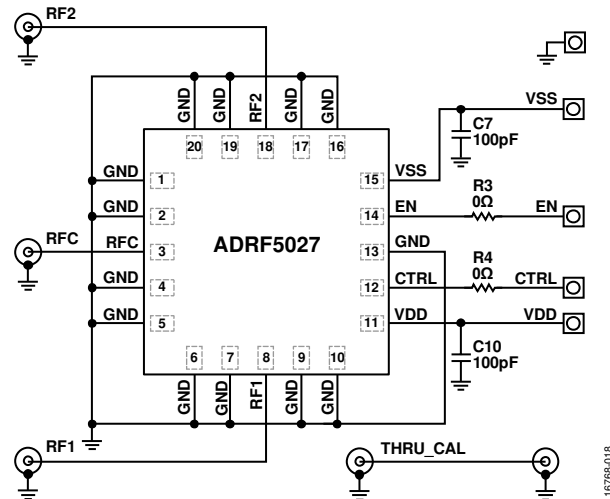 RF2
GND
GND
RF2
GND
GND
20
19
18
17
16
VSS
C7
100pF
GND
1
15
VSS
GND
2
14
EN
R3
0Ω
EN
RFC
RFC
3
ADRF5027
13
GND
GND
4
12
CTRL
R4
0Ω
CTRL
GND
5
11
VDD
VDD
C10
100pF
6
7
8
9
10
GND
GND
RF1
GND
GND
RF1
THRU_CAL
16768-018